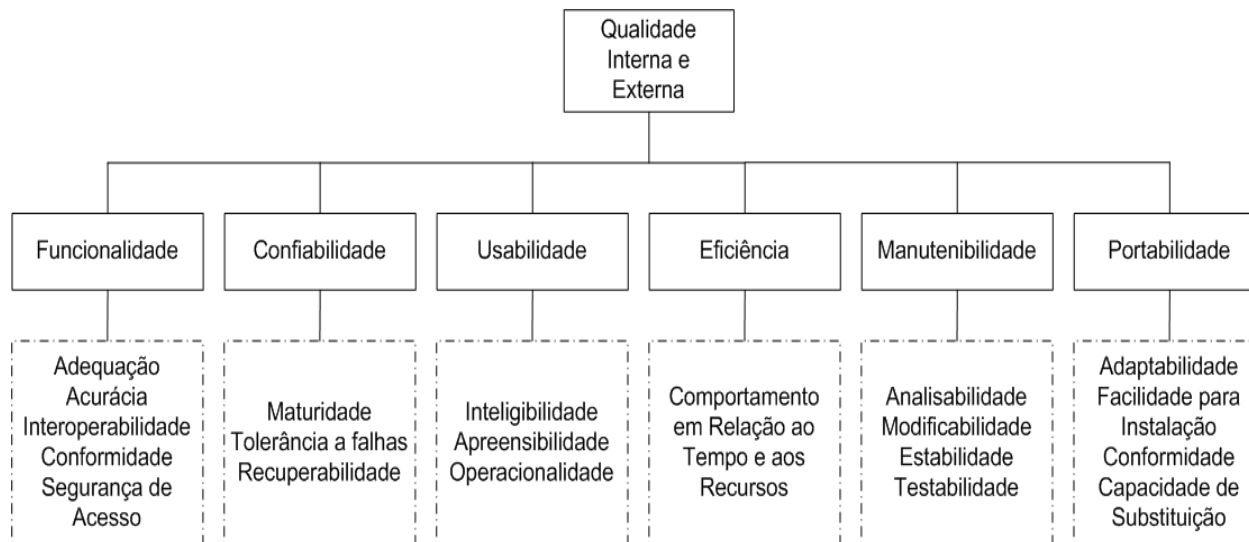 Qualidade
Interna e
Externa
Funcionalidade
Confiabilidade
Usabilidade
Eficiência
Manutenibilidade
Portabilidade
Adequação
Acurácia
Interoperabilidade
Conformidade
Segurança de
Acesso
Maturidade
Tolerância a falhas
Recuperabilidade
Inteligibilidade
Apreensibilidade
Operacionalidade
Comportamento
em Relação ao
Tempo e aos
Recursos
Analisabilidade
Modificabilidade
Estabilidade
Testabilidade
Adaptabilidade
Facilidade para
Instalação
Conformidade
Capacidade de
Substituição